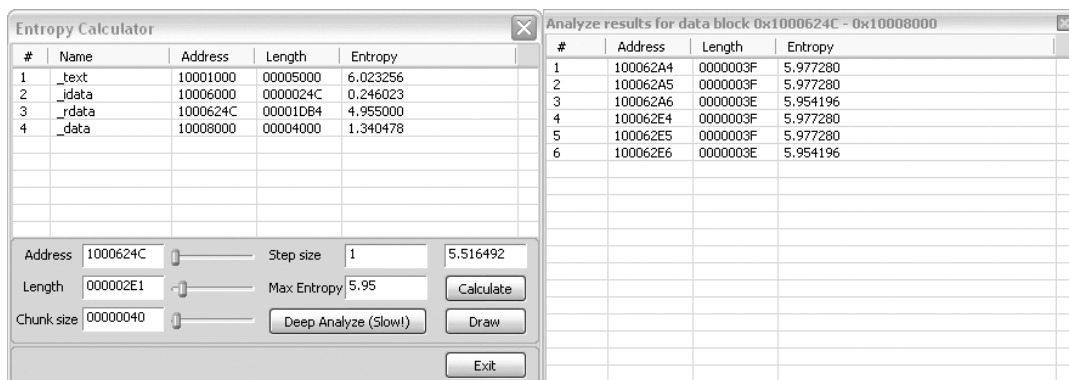 Entropy Calculator
# Name Address Length Entropy
1 _text 10001000 00005000 6.023256
2 _idata 10006000 0000024C 0.246023
3 _rdata 1000624C 00001DB4 4.955000
4 _data 10008000 00004000 1.340478
Address 1000624C Step size 1 5.516492
Length 000002E1 Max Entropy 5.95 Calculate
Chunk size 00000040 Deep Analyze (Slow!) Draw
Exit
Analyze results for data block 0x1000624C - 0x10008000
# Address Length Entropy
1 100062A4 0000003F 5.977280
2 100062A5 0000003F 5.977280
3 100062A6 0000003E 5.954196
4 100062E4 0000003F 5.977280
5 100062E5 0000003F 5.977280
6 100062E6 0000003E 5.954196